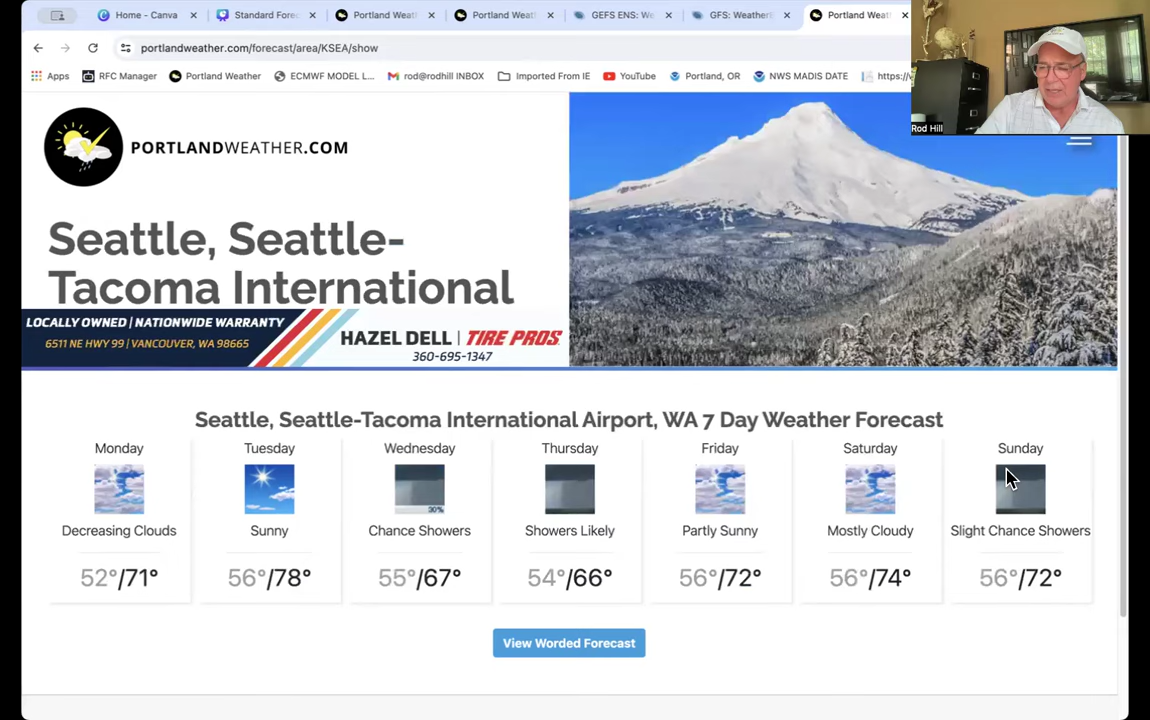 Home - Canva
Standard Forec
Portland Weath
Portland Weath
GEFS ENS: We
GFS: Weather
Portland Weat
portlandweather.com/forecast/area/KSEA/show
Apps
RFC Manager
Portland Weather
ECMWF MODEL L...
rod@rodhill INBOX
Imported From IE
YouTube
Portland, OR
NWS MADIS DATE
https://
Rod Hill
PORTLANDWEATHER.COM
Seattle, Seattle-
Tacoma International
LOCALLY OWNED | NATIONWIDE WARRANTY
6511 NE HWY 99 | VANCOUVER, WA 98665
HAZEL DELL | TIRE PROS.
360-695-1347
Seattle, Seattle-Tacoma International Airport, WA 7 Day Weather Forecast
Monday Tuesday Wednesday Thursday Friday Saturday Sunday
30%
Decreasing Clouds Sunny Chance Showers Showers Likely Partly Sunny Mostly Cloudy Slight Chance Showers
52°/71° 56°/78° 55°/67° 54°/66° 56°/72° 56°/74° 56°/72°
View Worded Forecast